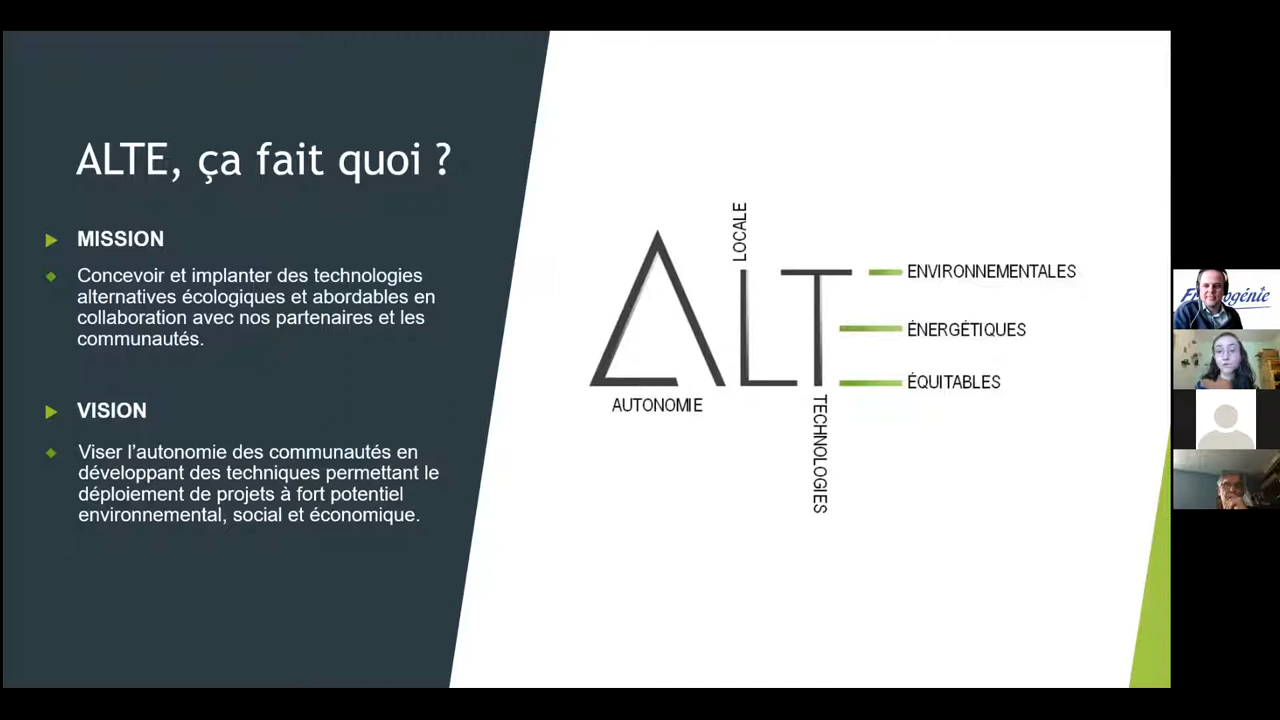 ALTE, ça fait quoi ?
MISSION
Concevoir et implanter des technologies
alternatives écologiques et abordables en
collaboration avec nos partenaires et les
communautés.
VISION
Viser l'autonomie des communautés en
développant des techniques permettant le
déploiement de projets à fort potentiel
environnemental, social et économique.
LOCALE
ALT
ENVIRONNEMENTALES
ÉNERGÉTIQUES
ÉQUITABLES
AUTONOMIE
TECHNOLOGIES